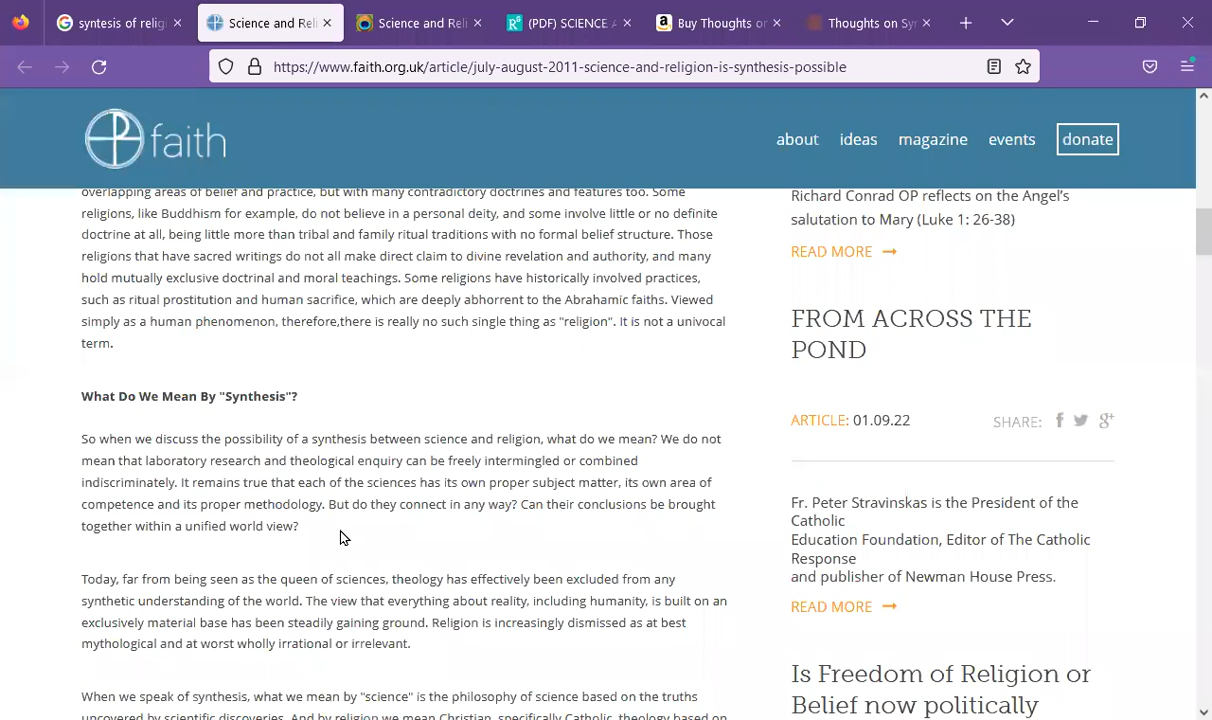 syntesis of relig
Science and Reli
Science and Reli
(PDF) SCIENCE A
Buy Thoughts or
Thoughts on Syr
https://www.faith.org.uk/article/july-august-2011-science-and-religion-is-synthesis-possible
faith
about ideas magazine events donate
overlapping areas of belief and practice, but with many contradictory doctrines and features too. Some
religions, like Buddhism for example, do not believe in a personal deity, and some involve little or no definite
doctrine at all, being little more than tribal and family ritual traditions with no formal belief structure. Those
religions that have sacred writings do not all make direct claim to divine revelation and authority, and many
hold mutually exclusive doctrinal and moral teachings. Some religions have historically involved practices,
such as ritual prostitution and human sacrifice, which are deeply abhorrent to the Abrahamic faiths. Viewed
simply as a human phenomenon, therefore,there is really no such single thing as "religion". It is not a univocal
term.
What Do We Mean By "Synthesis"?
So when we discuss the possibility of a synthesis between science and religion, what do we mean? We do not
mean that laboratory research and theological enquiry can be freely intermingled or combined
indiscriminately. It remains true that each of the sciences has its own proper subject matter, its own area of
competence and its proper methodology. But do they connect in any way? Can their conclusions be brought
together within a unified world view?
Today, far from being seen as the queen of sciences, theology has effectively been excluded from any
synthetic understanding of the world. The view that everything about reality, including humanity, is built on an
exclusively material base has been steadily gaining ground. Religion is increasingly dismissed as at best
mythological and at worst wholly irrational or irrelevant.
When we speak of synthesis, what we mean by "science" is the philosophy of science based on the truths
uncovered by scientific discoveries. And by religion we mean Christian, specifically Catholic, theology based on
Richard Conrad OP reflects on the Angel's
salutation to Mary (Luke 1: 26-38)
READ MORE →
FROM ACROSS THE
POND
ARTICLE: 01.09.22 SHARE:
Fr. Peter Stravinskas is the President of the
Catholic
Education Foundation, Editor of The Catholic
Response
and publisher of Newman House Press.
READ MORE →
Is Freedom of Religion or
Belief now politically